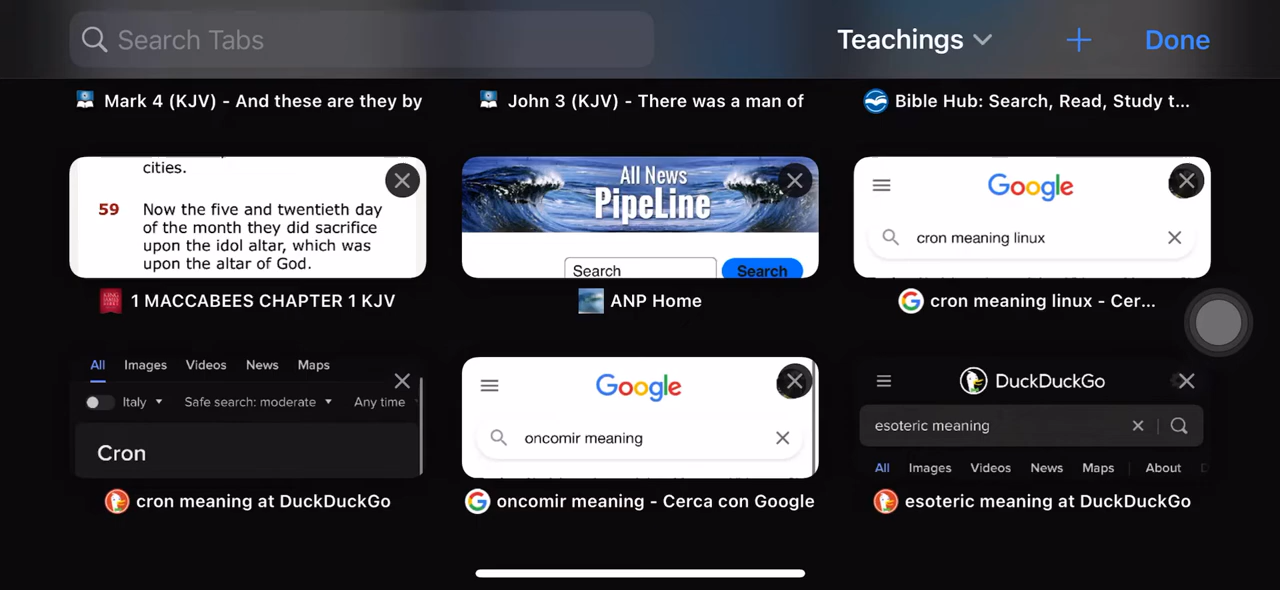 Search Tabs
Teachings
Done
Mark 4 (KJV) - And these are they by
John 3 (KJV) - There was a man of
Bible Hub: Search, Read, Study t...
cities.
59 Now the five and twentieth day
of the month they did sacrifice
upon the idol altar, which was
upon the altar of God.
1 MACCABEES CHAPTER 1 KJV
All News
PipeLine
Search
Search
ANP Home
Google
cron meaning linux
cron meaning linux - Cer...
All Images Videos News Maps
Italy Safe search: moderate Any time
Cron
cron meaning at DuckDuckGo
Google
oncomir meaning
oncomir meaning - Cerca con Google
DuckDuckGo
esoteric meaning
All Images Videos News Maps About
esoteric meaning at DuckDuckGo